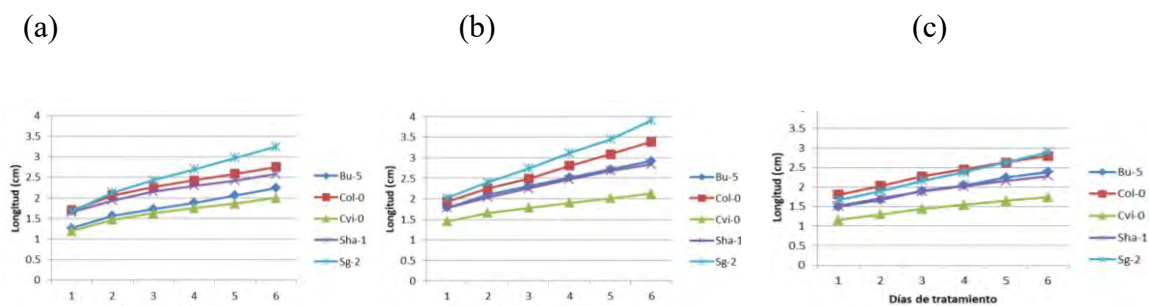 (a)
(b)
(c)
Longitud (cm)
4
3.5
3
2.5
2
1.5
1
0.5
0
1 2 3 4 5 6
Bu-5
Col-0
Cvi-0
Sha-1
Sg-2
Longitud (cm)
4
3.5
3
2.5
2
1.5
1
0.5
0
1 2 3 4 5 6
Bu-5
Col-0
Cvi-0
Sha-1
Sg-2
Longitud (cm)
3.5
3
2.5
2
1.5
1
0.5
0
1 2 3 4 5 6
Días de tratamiento
Bu-5
Col-0
Cvi-0
Sha-1
Sg-2